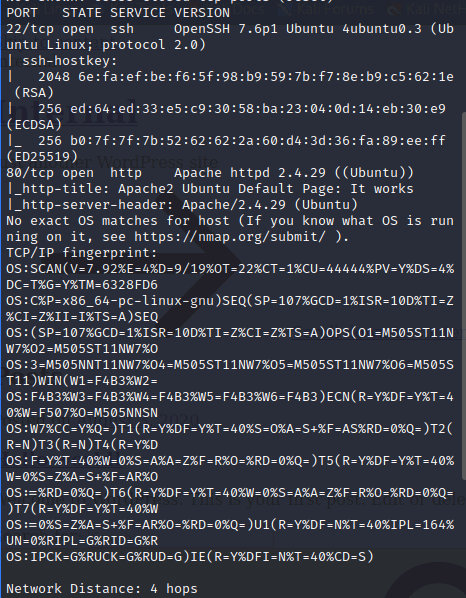 PORT   STATE SERVICE VERSION
22/tcp open  ssh     OpenSSH 7.6p1 Ubuntu 4ubuntu0.3 (Ub
untu Linux; protocol 2.0)
| ssh-hostkey:
|   2048 6e:fa:ef:be:f6:5f:98:b9:59:7b:f7:8e:b9:c5:62:1e
 (RSA)
|   256 ed:64:ed:33:e5:c9:30:58:ba:23:04:0d:14:eb:30:e9
(ECDSA)
|_  256 b0:7f:7f:7b:52:62:62:2a:60:d4:3d:36:fa:89:ee:ff
(ED25519)
80/tcp open  http    Apache httpd 2.4.29 ((Ubuntu))
|_http-title: Apache2 Ubuntu Default Page: It works
|_http-server-header: Apache/2.4.29 (Ubuntu)
No exact OS matches for host (If you know what OS is run
ning on it, see https://nmap.org/submit/ ).
TCP/IP fingerprint:
OS:SCAN(V=7.92%E=4%D=9/19%OT=22%CT=1%CU=44444%PV=Y%DS=4%
DC=T%G=Y%TM=6328FD6
OS:C%P=x86_64-pc-linux-gnu)SEQ(SP=107%GCD=1%ISR=10D%TI=Z
%CI=Z%II=I%TS=A)SEQ
OS:(SP=107%GCD=1%ISR=10D%TI=Z%CI=Z%TS=A)OPS(O1=M505ST11N
W7%O2=M505ST11NW7%O
OS:3=M505NNT11NW7%O4=M505ST11NW7%O5=M505ST11NW7%O6=M505S
T11)WIN(W1=F4B3%W2=
OS:F4B3%W3=F4B3%W4=F4B3%W5=F4B3%W6=F4B3)ECN(R=Y%DF=Y%T=4
0%W=F507%O=M505NNSN
OS:W7%CC=Y%Q=)T1(R=Y%DF=Y%T=40%S=O%A=S+%F=AS%RD=0%Q=)T2(
R=N)T3(R=N)T4(R=Y%D
OS:F=Y%T=40%W=0%S=A%A=Z%F=R%O=%RD=0%Q=)T5(R=Y%DF=Y%T=40%
W=0%S=Z%A=S+%F=AR%O
OS:=%RD=0%Q=)T6(R=Y%DF=Y%T=40%W=0%S=A%A=Z%F=R%O=%RD=0%Q=
)T7(R=Y%DF=Y%T=40%W
OS:=0%S=Z%A=S+%F=AR%O=%RD=0%Q=)U1(R=Y%DF=N%T=40%IPL=164%
UN=0%RIPL=G%RID=G%R
OS:IPCK=G%RUCK=G%RUD=G)IE(R=Y%DFI=N%T=40%CD=S)
Network Distance: 4 hops